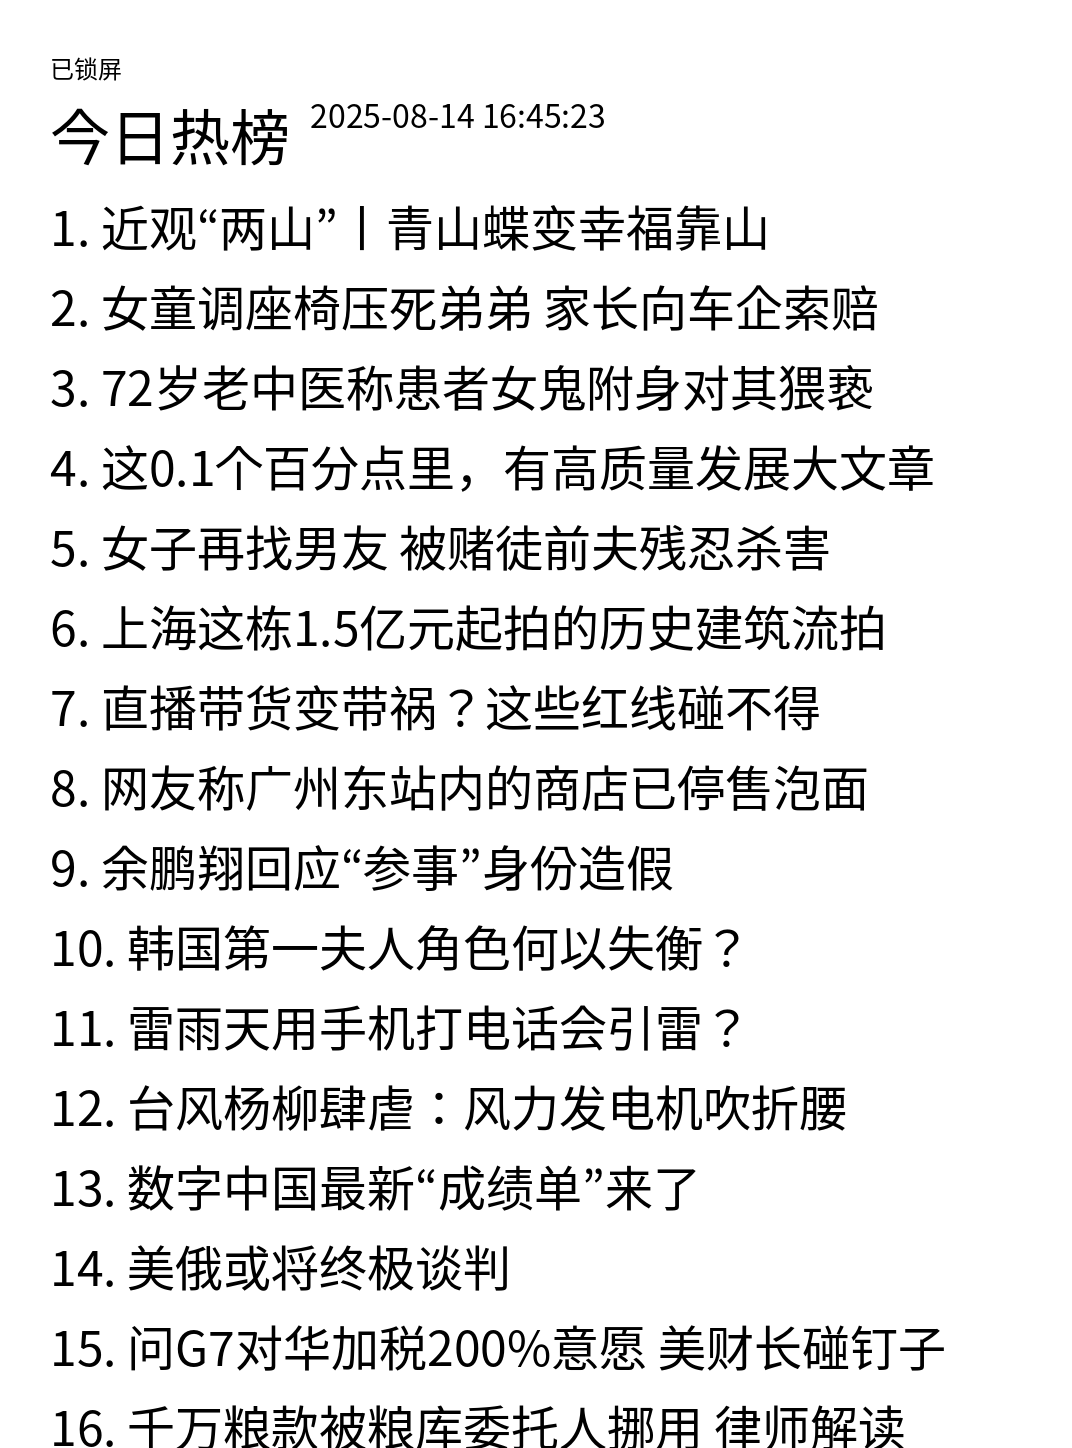 已锁屏
今日热榜 2025-08-14 16:45:23
1. 近观“两山”丨青山蝶变幸福靠山
2. 女童调座椅压死弟弟 家长向车企索赔
3. 72岁老中医称患者女鬼附身对其猥亵
4. 这0.1个百分点里，有高质量发展大文章
5. 女子再找男友 被赌徒前夫残忍杀害
6. 上海这栋1.5亿元起拍的历史建筑流拍
7. 直播带货变带祸？这些红线碰不得
8. 网友称广州东站内的商店已停售泡面
9. 余鹏翔回应“参事”身份造假
10. 韩国第一夫人角色何以失衡？
11. 雷雨天用手机打电话会引雷？
12. 台风杨柳肆虐：风力发电机吹折腰
13. 数字中国最新“成绩单”来了
14. 美俄或将终极谈判
15. 问G7对华加税200%意愿 美财长碰钉子
16. 千万粮款被粮库委托人挪用 律师解读